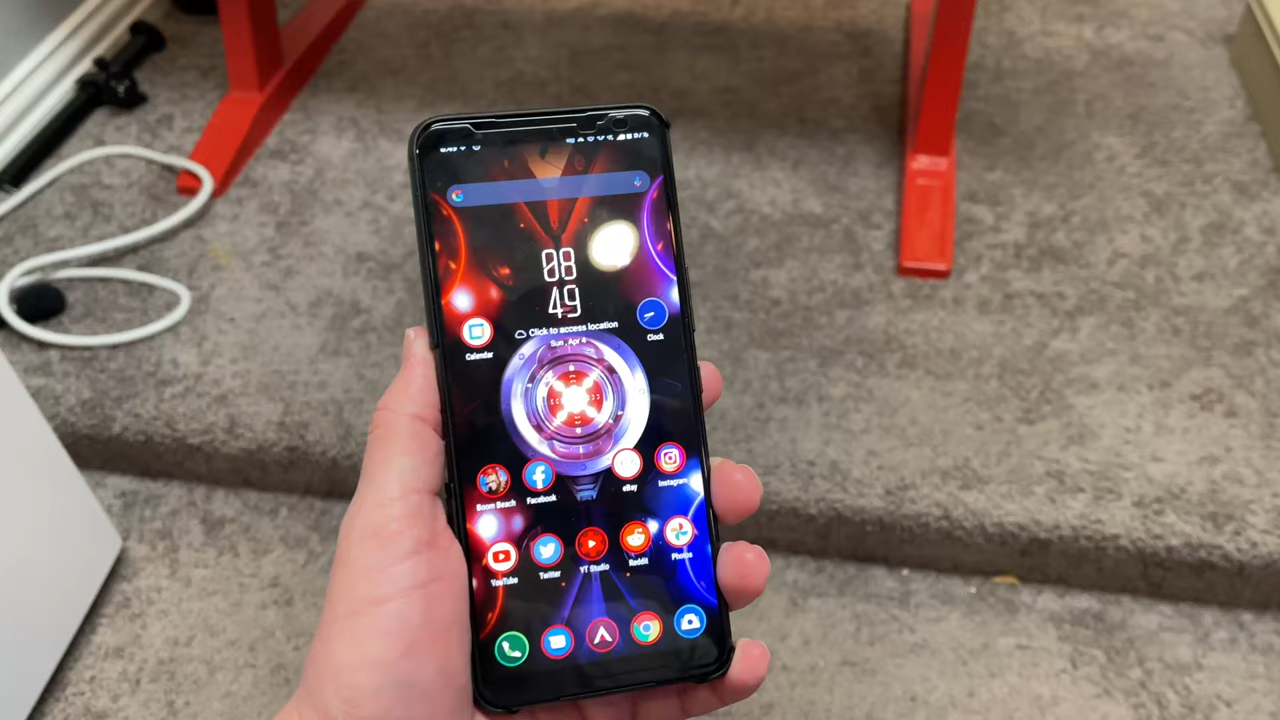 08
49
Click to access location
Sun, Apr 4
Calendar
Clock
Boom Beach
Facebook
eBay
Instagram
YouTube
Twitter
YT Studio
Reddit
Photos